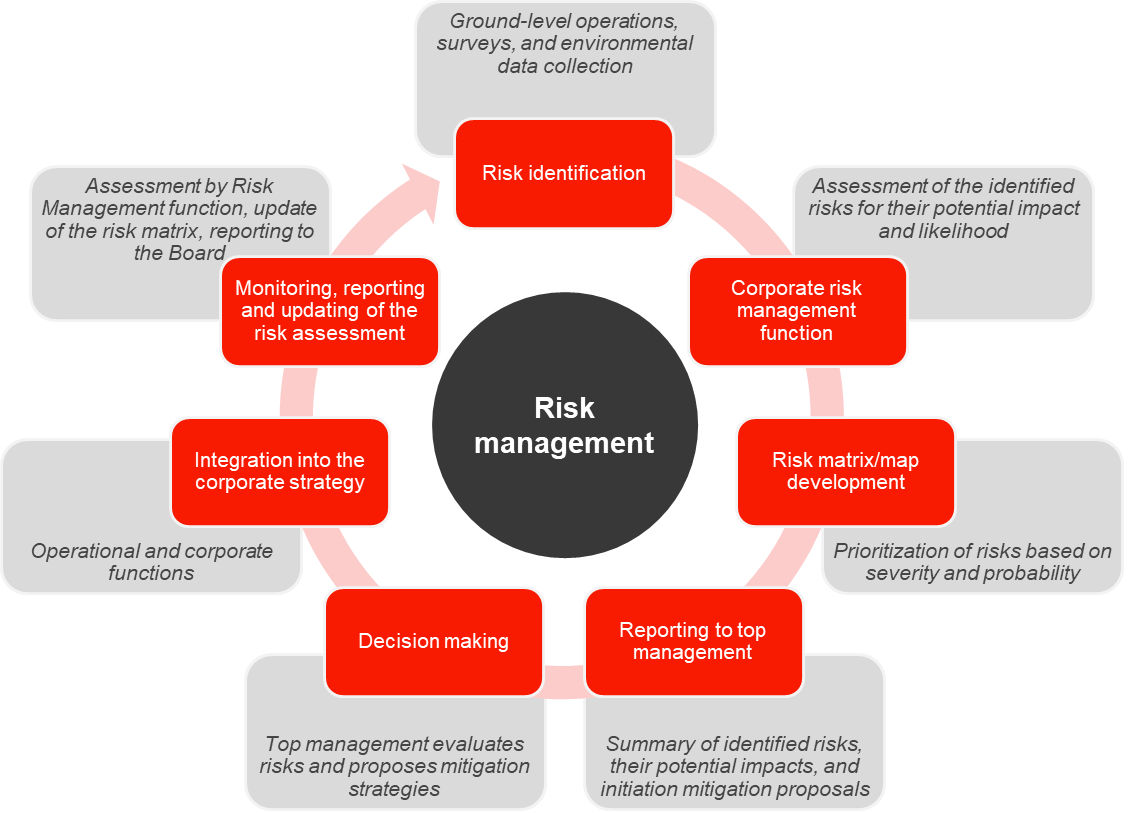 Ground-level operations,
surveys, and environmental
data collection
Risk identification
Assessment of the identified
risks for their potential impact
and likelihood
Corporate risk
management
function
Risk matrix/map
development
Prioritization of risks based on
severity and probability
Reporting to top
management
Summary of identified risks,
their potential impacts, and
initiation mitigation proposals
Decision making
Top management evaluates
risks and proposes mitigation
strategies
Integration into the
corporate strategy
Operational and corporate
functions
Assessment by Risk
Management function, update
of the risk matrix, reporting to
the Board
Monitoring, reporting
and updating of the
risk assessment
Risk
management